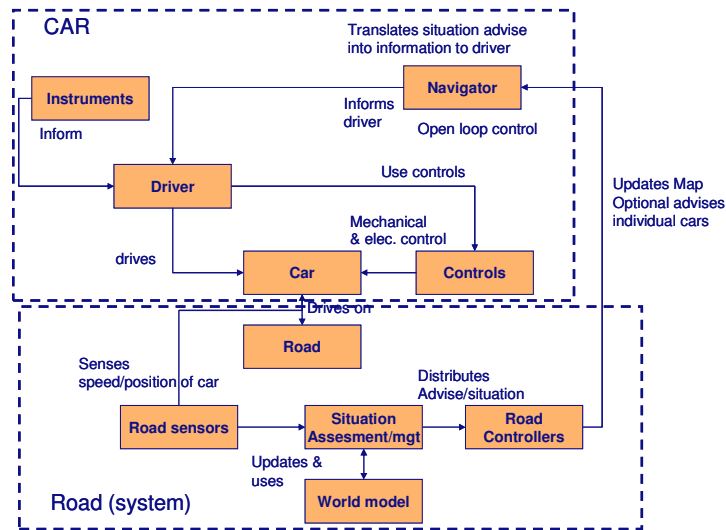 CAR
Translates situation advise
into information to driver
Instruments
Navigator
Inform
Informs
driver
Open loop control
Driver
Use controls
Updates Map
Optional advises
individual cars
Mechanical
& elec. control
drives
Car
Controls
Drives on
Road
Senses
speed/position of car
Distributes
Advise/situation
Road sensors
Situation
Assesment/mgt
Road
Controllers
Updates &
uses
World model
Road (system)